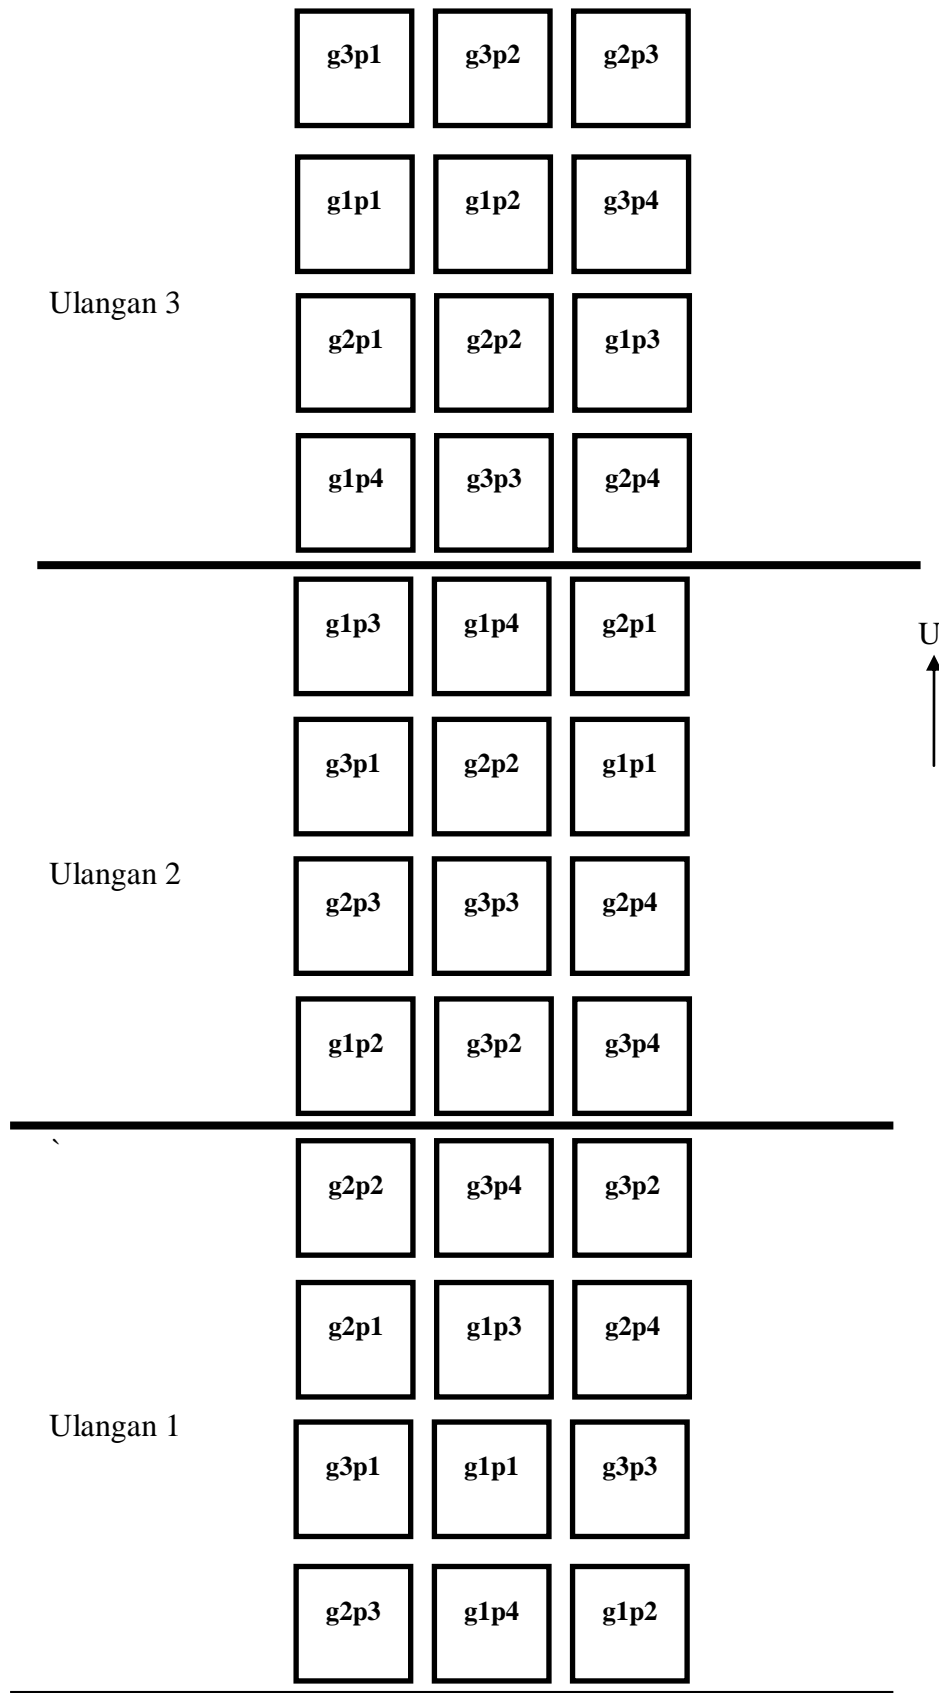 g3p1 g3p2 g2p3
g1p1 g1p2 g3p4
Ulangan 3
g2p1 g2p2 g1p3
g1p4 g3p3 g2p4
g1p3 g1p4 g2p1
U
g3p1 g2p2 g1p1
Ulangan 2
g2p3 g3p3 g2p4
g1p2 g3p2 g3p4
`
g2p2 g3p4 g3p2
g2p1 g1p3 g2p4
Ulangan 1
g3p1 g1p1 g3p3
g2p3 g1p4 g1p2